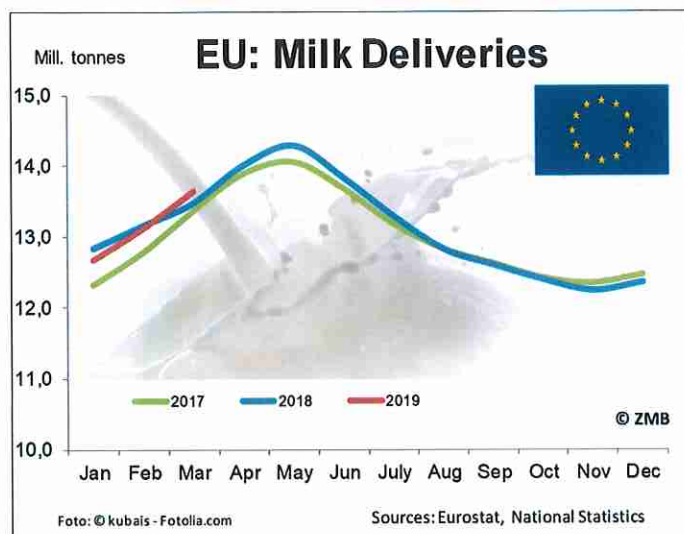 EU: Milk Deliveries
Mill. tonnes
15,0
14,0
13,0
12,0
11,0
10,0
2017 2018 2019
© ZMB
Jan Feb Mar Apr May Jun July Aug Sep Oct Nov Dec
Foto: © kubais - Fotolia.com
Sources: Eurostat, National Statistics